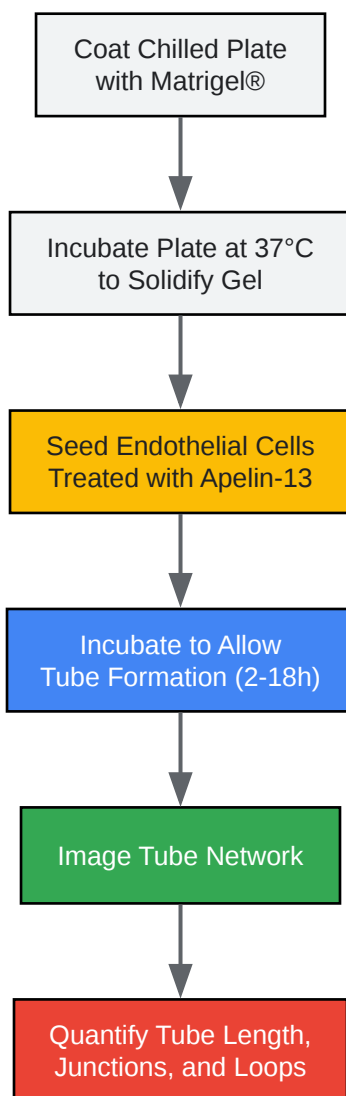 Coat Chilled Plate
with Matrigel®
Incubate Plate at 37°C
to Solidify Gel
Seed Endothelial Cells
Treated with Apelin-13
Incubate to Allow
Tube Formation (2-18h)
Image Tube Network
Quantify Tube Length,
Junctions, and Loops